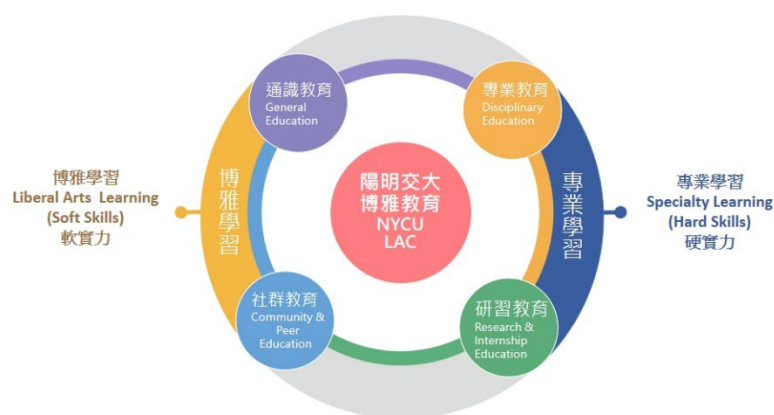 通識教育
General
Education
專業教育
Disciplinary
Education
博雅學習
Liberal Arts Learning
(Soft Skills)
軟實力
博雅學習
陽明交大
博雅教育
NYCU
LAC
專業學習
專業學習
Specialty Learning
(Hard Skills)
硬實力
社群教育
Community &
Peer
Education
研習教育
Research &
Internship
Education